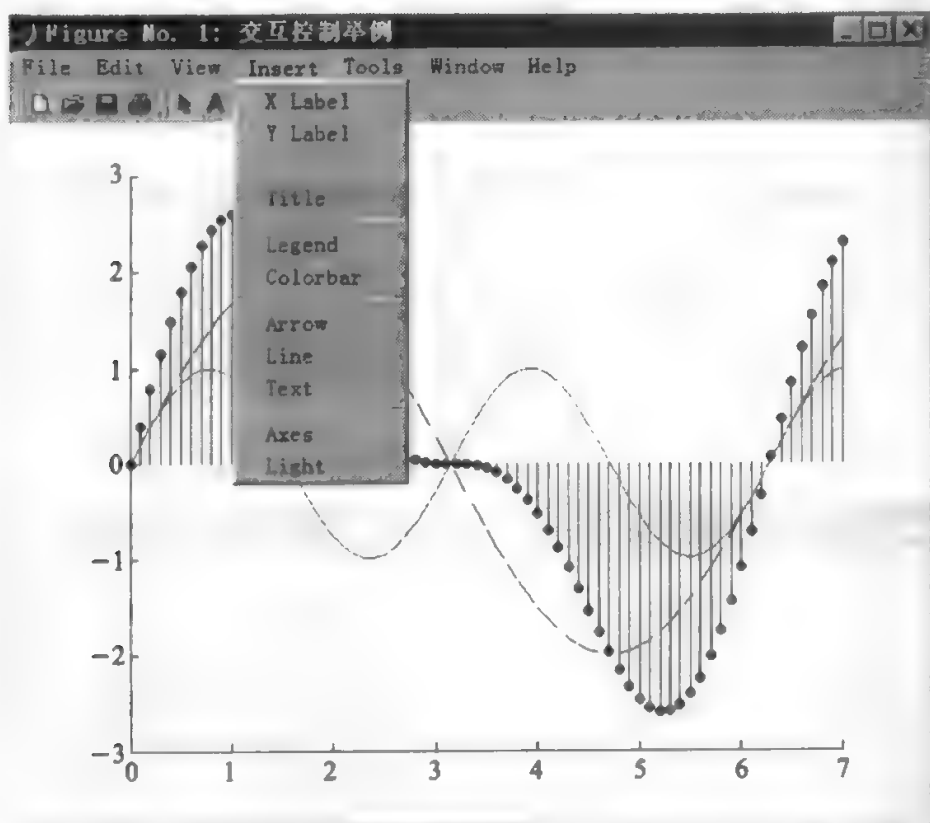 Figure No. 1: 交互控制举例
File Edit View Insert Tools Window Help
X Label
Y Label
Title
Legend
Colorbar
Arrow
Line
Text
Axes
Light
3
2
1
0
−1
−2
−3
0 1 2 3 4 5 6 7